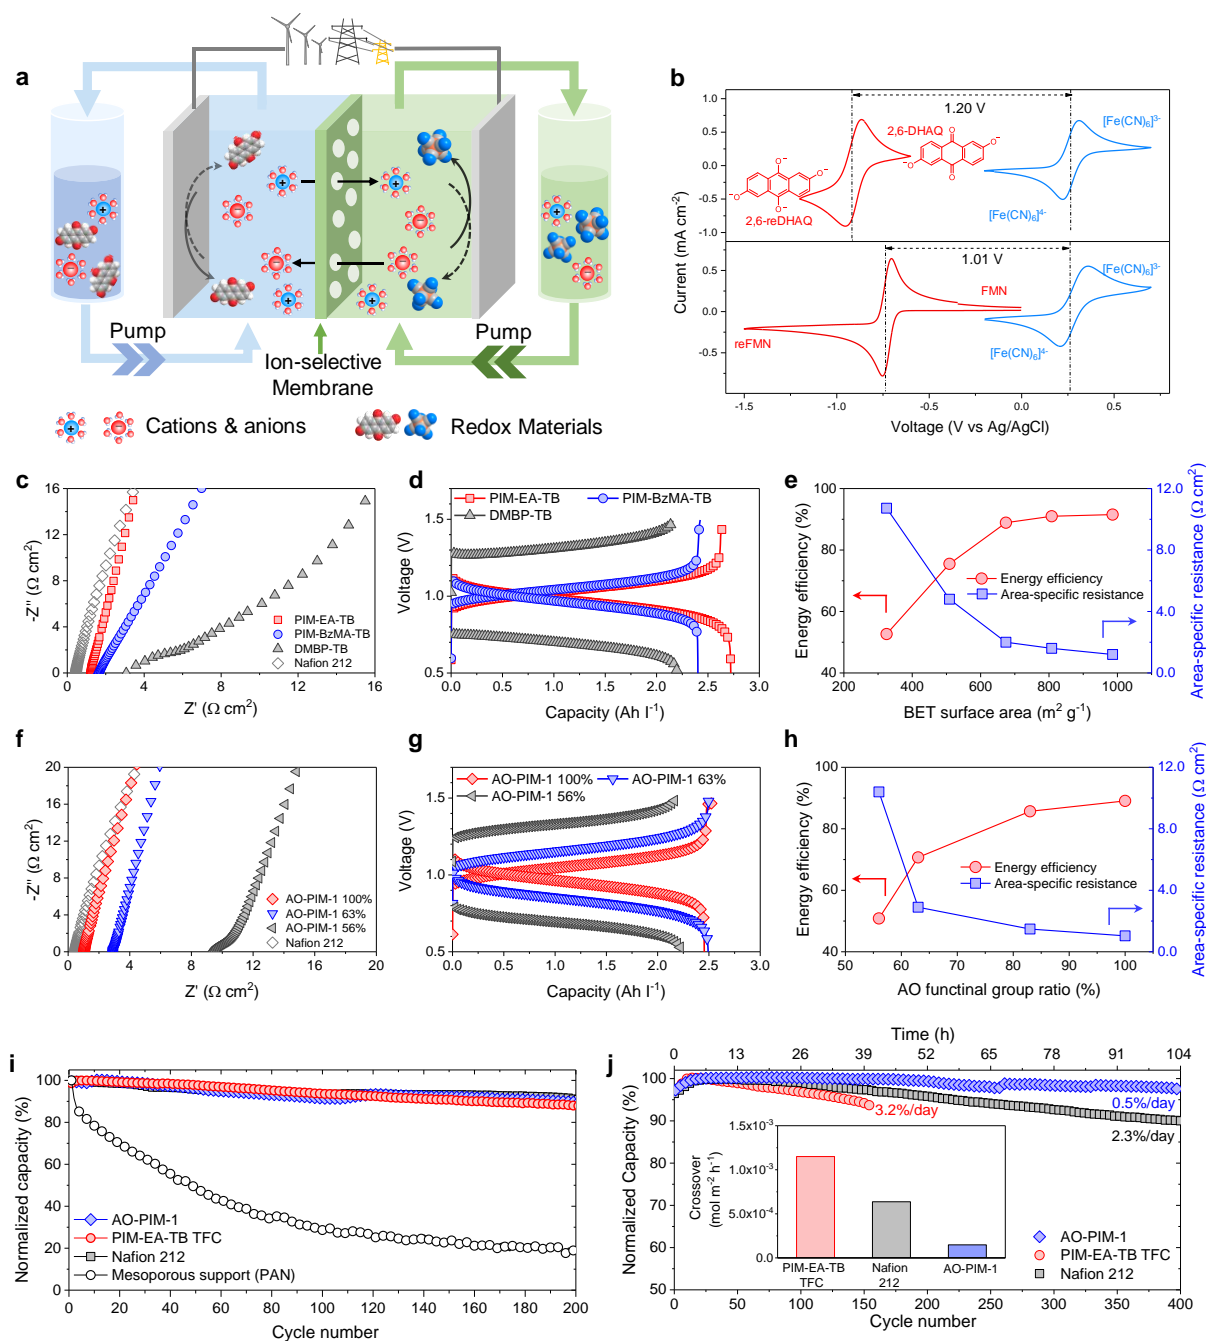 a
Pump
Pump
Ion-selective
Membrane
Cations & anions
Redox Materials
b
1.20 V
[Fe(CN)₆]³⁻
2,6-DHAQ
2,6-reDHAQ
[Fe(CN)₆]⁴⁻
1.01 V
[Fe(CN)₆]³⁻
FMN
reFMN
[Fe(CN)₆]⁴⁻
O⁻ O⁻ O⁻ O⁻
O O O⁻ O⁻
Current (mA cm⁻²)
1.0
0.5
0.0
-0.5
-1.0
0.5
0.0
-0.5
-1.5 -1.0 -0.5 0.0 0.5
Voltage (V vs Ag/AgCl)
c
-Z'' (Ω cm²)
16
12
8
4
0
PIM-EA-TB
PIM-BzMA-TB
DMBP-TB
Nafion 212
0 4 8 12 16
Z' (Ω cm²)
d
PIM-EA-TB PIM-BzMA-TB
DMBP-TB
Voltage (V)
1.5
1.0
0.5
0.0 0.5 1.0 1.5 2.0 2.5 3.0
Capacity (Ah l⁻¹)
e
Energy efficiency (%)
100
80
60
40
Energy efficiency
Area-specific resistance
12.0
8.0
4.0
0.0
Area-specific resistance (Ω cm²)
200 400 600 800 1000
BET surface area (m² g⁻¹)
f
-Z'' (Ω cm²)
20
16
12
8
4
0
AO-PIM-1 100%
AO-PIM-1 63%
AO-PIM-1 56%
Nafion 212
0 4 8 12 16 20
Z' (Ω cm²)
g
AO-PIM-1 100% AO-PIM-1 63%
AO-PIM-1 56%
Voltage (V)
1.5
1.0
0.5
0.0 0.5 1.0 1.5 2.0 2.5 3.0
Capacity (Ah l⁻¹)
h
Energy efficiency (%)
100
80
60
40
Energy efficiency
Area-specific resistance
12.0
9.0
6.0
3.0
0.0
Area-specific resistance (Ω cm²)
50 60 70 80 90 100
AO functinal group ratio (%)
i
Normalized capacity (%)
100
80
60
40
20
0
AO-PIM-1
PIM-EA-TB TFC
Nafion 212
Mesoporous support (PAN)
0 20 40 60 80 100 120 140 160 180 200
Cycle number
j
Time (h)
0 13 26 39 52 65 78 91 104
Normalized Capacity (%)
100
90
80
70
60
50
3.2%/day
0.5%/day
2.3%/day
Crossover
(mol m⁻² h⁻¹)
1.5x10⁻³
1.0x10⁻³
5.0x10⁻⁴
0.0
PIM-EA-TB
TFC
Nafion
212
AO-PIM-1
AO-PIM-1
PIM-EA-TB TFC
Nafion 212
0 50 100 150 200 250 300 350 400
Cycle number